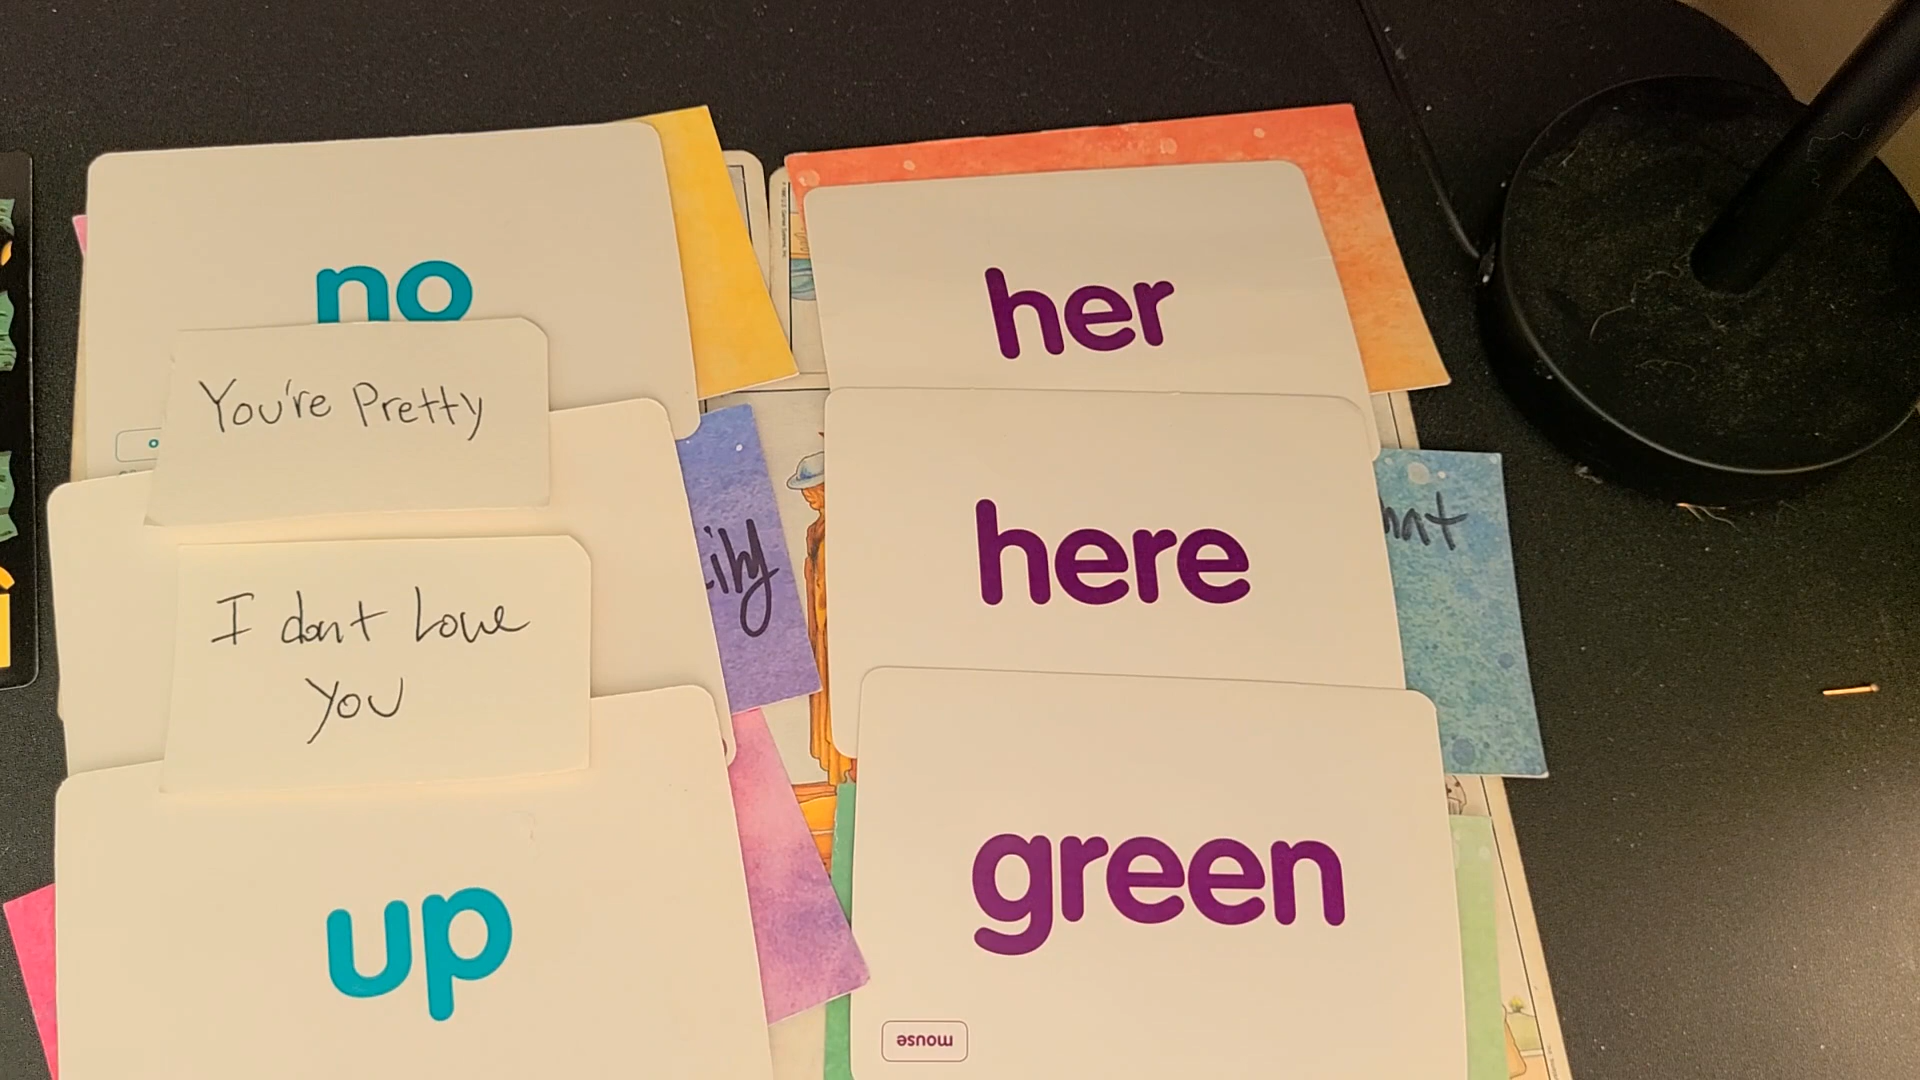 no
You're Pretty
I dont Love
You
up
her
here
green
mouse